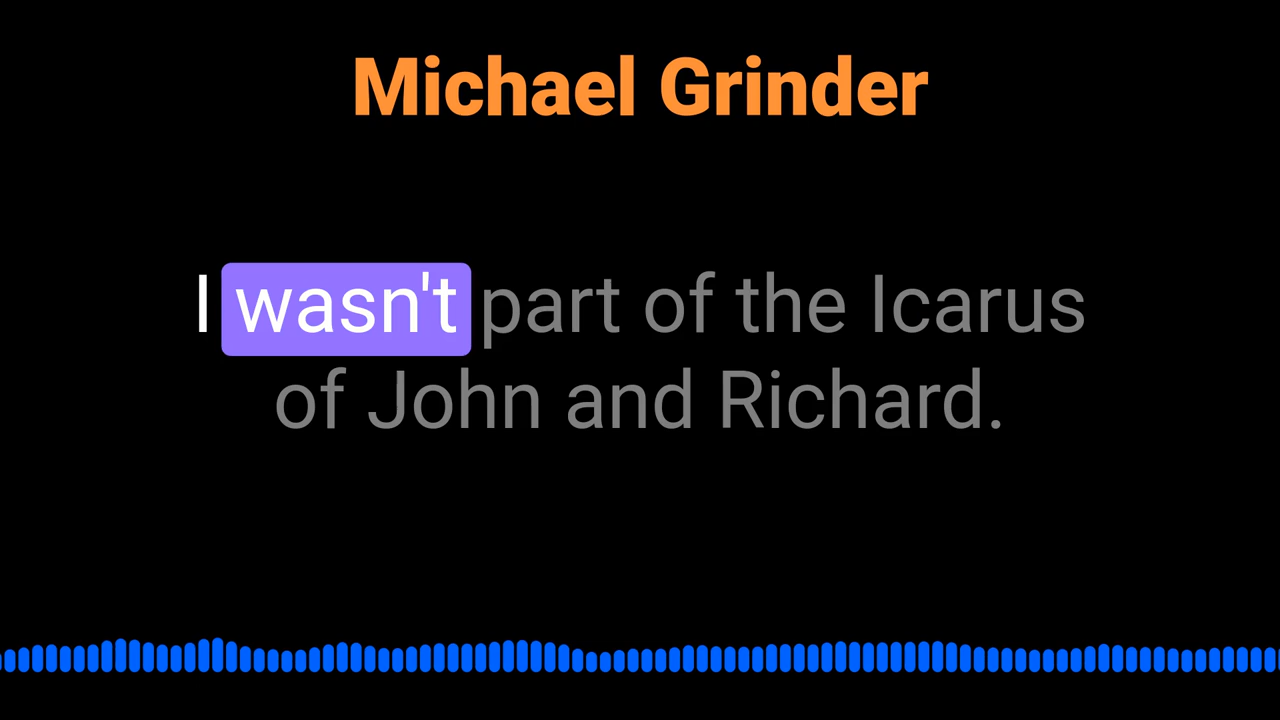 Michael Grinder
I wasn't part of the Icarus
of John and Richard.